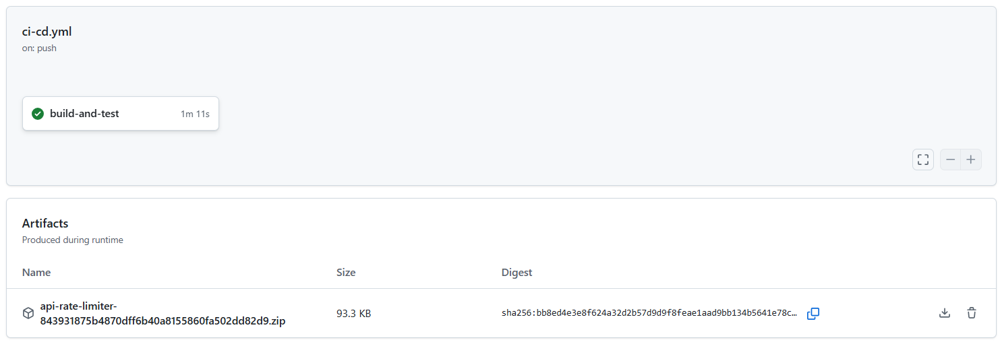 ci-cd.yml
on: push
build-and-test 1m 11s
Artifacts
Produced during runtime
Name Size Digest
api-rate-limiter-
843931875b4870dff6b40a8155860fa502dd82d9.zip
93.3 KB
sha256:bb8ed4e3e8f624a32d2b57d9d9f8feae1aad9bb134b5641e78c…